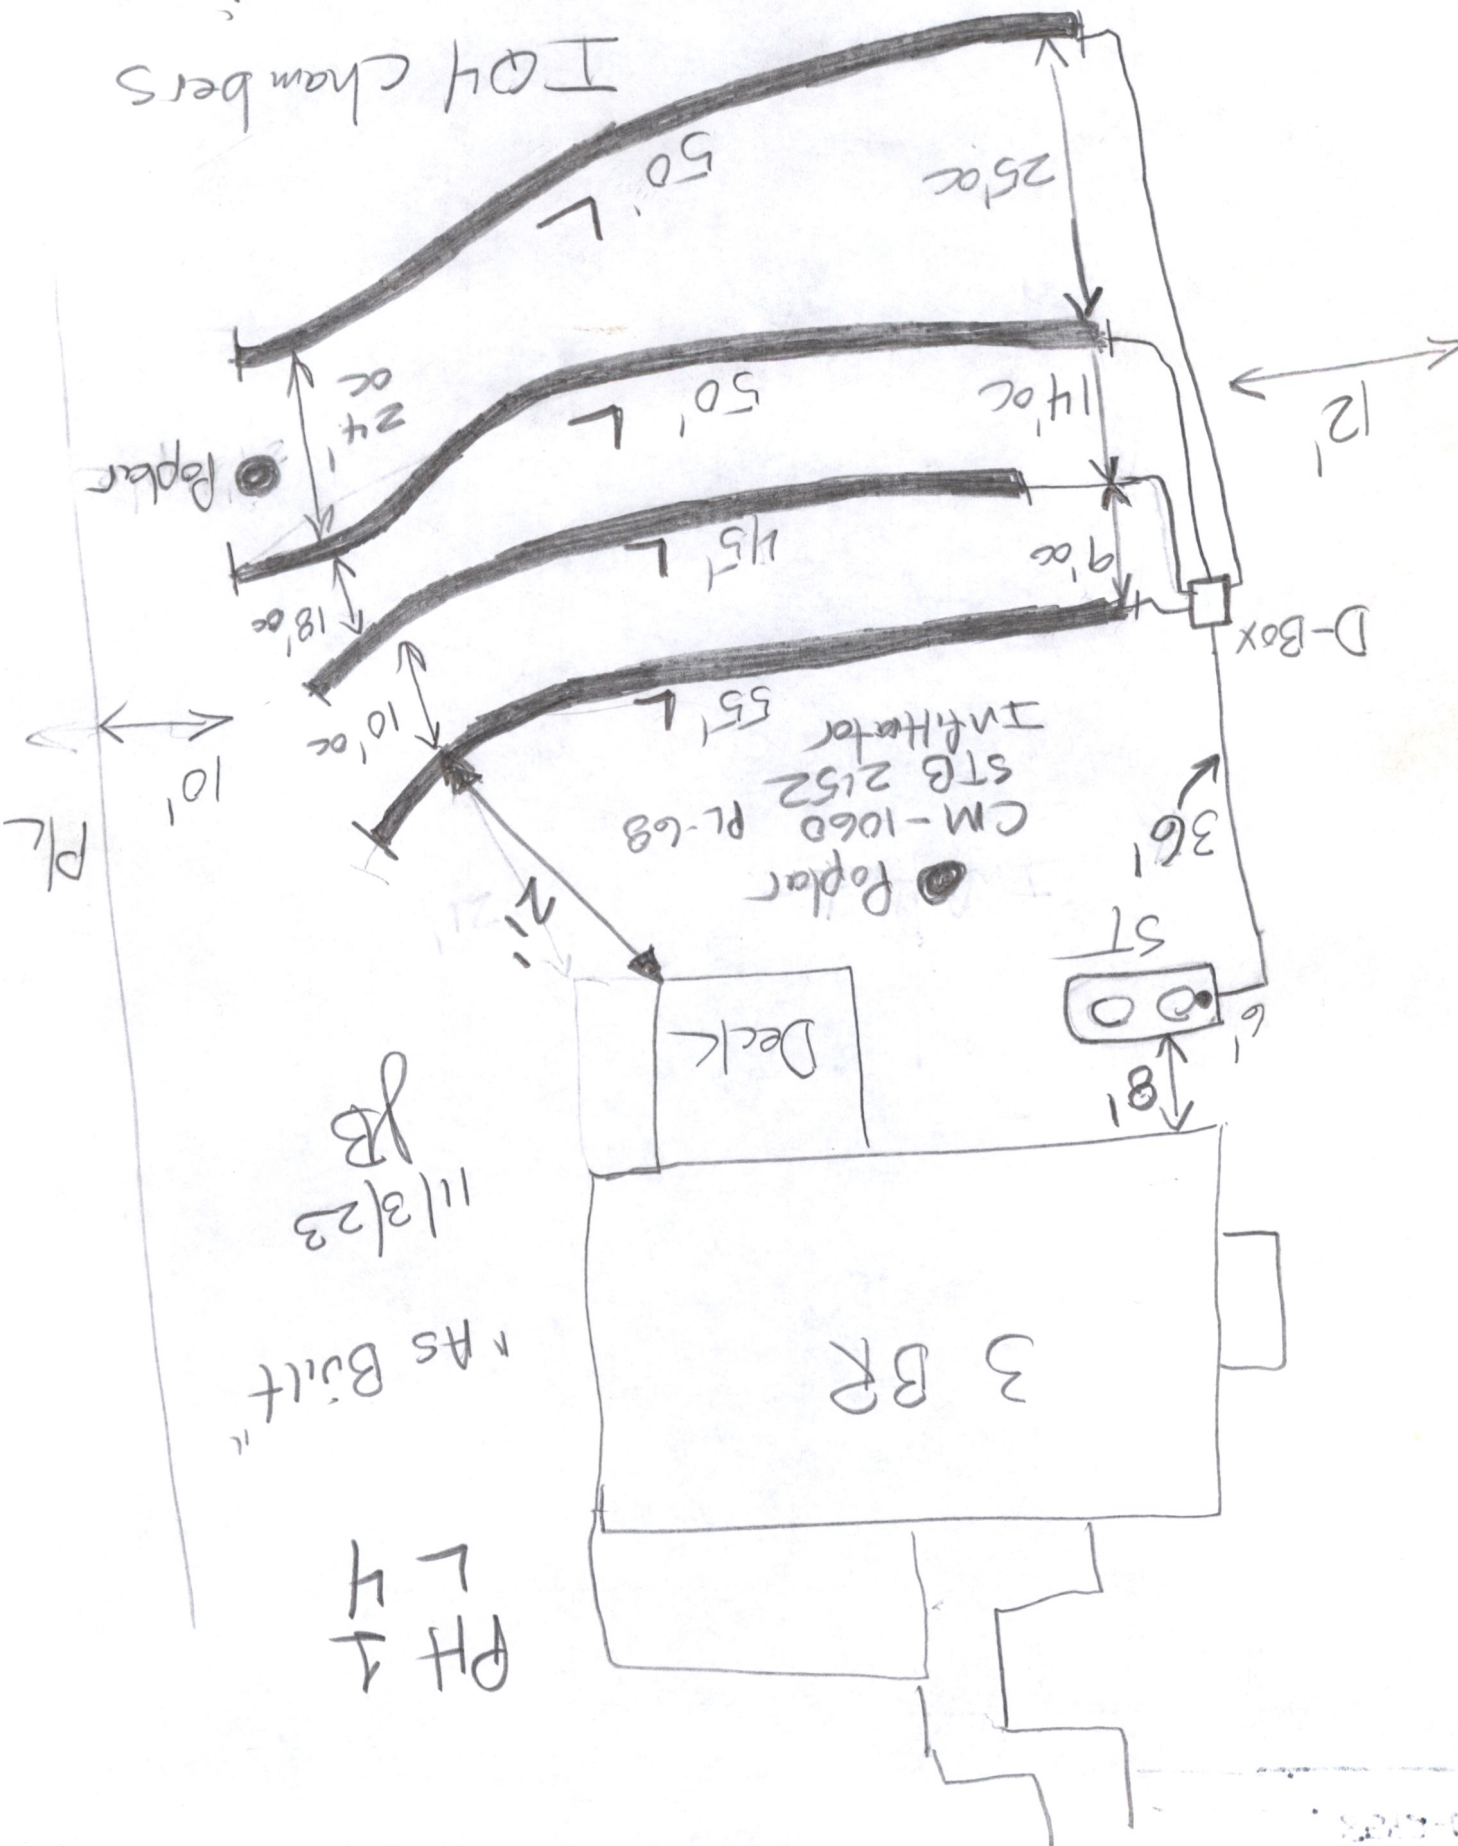 PH 1
L 4
"As Built"
11/3/23
JB
3 BR
Deck
8'
6'
ST
36'
Poplar
CM-1060 PL-68
STB 2152
Infiltrator
D-Box
PL
10'
55' L
10' oc
9' oc
45' L
18' oc
14' oc
12'
50' L
Poplar
24'
oc
25' oc
50' L
IQ4 Chambers